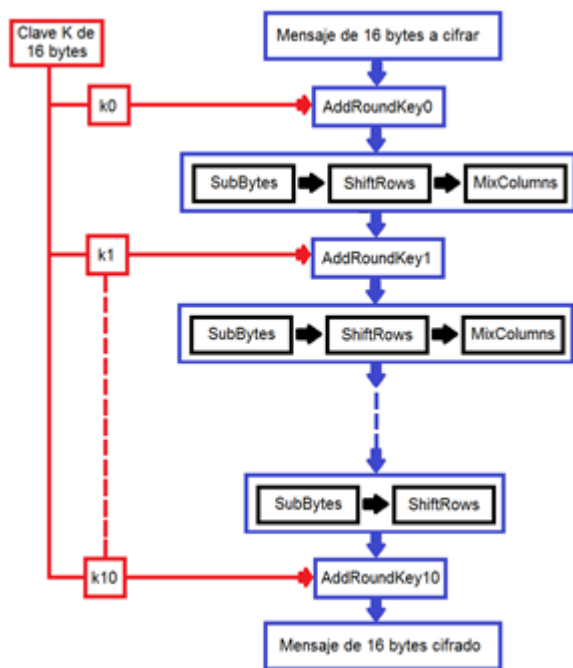 Clave K de
16 bytes
Mensaje de 16 bytes a cifrar
k0
AddRoundKey0
SubBytes
ShiftRows
MixColumns
k1
AddRoundKey1
SubBytes
ShiftRows
MixColumns
SubBytes
ShiftRows
k10
AddRoundKey10
Mensaje de 16 bytes cifrado